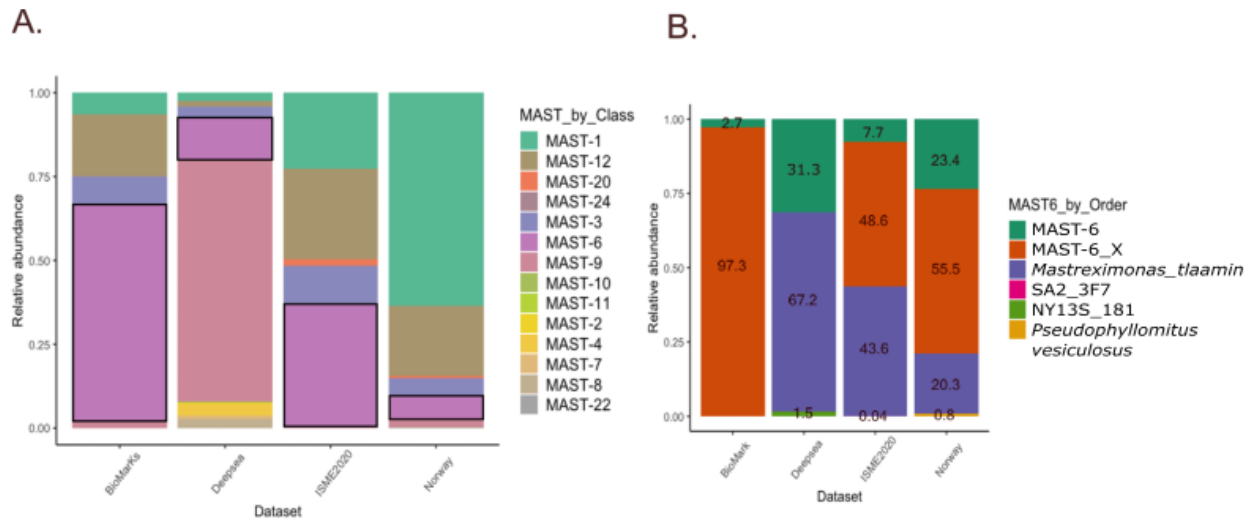 A.
Relative abundance
1.00
0.75
0.50
0.25
0.00
BioMarKs
Deepsea
ISME2020
Norway
Dataset
MAST_by_Class
MAST-1
MAST-12
MAST-20
MAST-24
MAST-3
MAST-6
MAST-9
MAST-10
MAST-11
MAST-2
MAST-4
MAST-7
MAST-8
MAST-22
B.
Relative abundance
1.00
0.75
0.50
0.25
0.00
2.7
97.3
31.3
67.2
1.5
7.7
48.6
43.6
0.04
23.4
55.5
20.3
0.8
BioMark
Deepsea
ISME2020
Norway
Dataset
MAST6_by_Order
MAST-6
MAST-6_X
Mastreximonas_tlaamin
SA2_3F7
NY13S_181
Pseudophyllomitus
vesiculosus